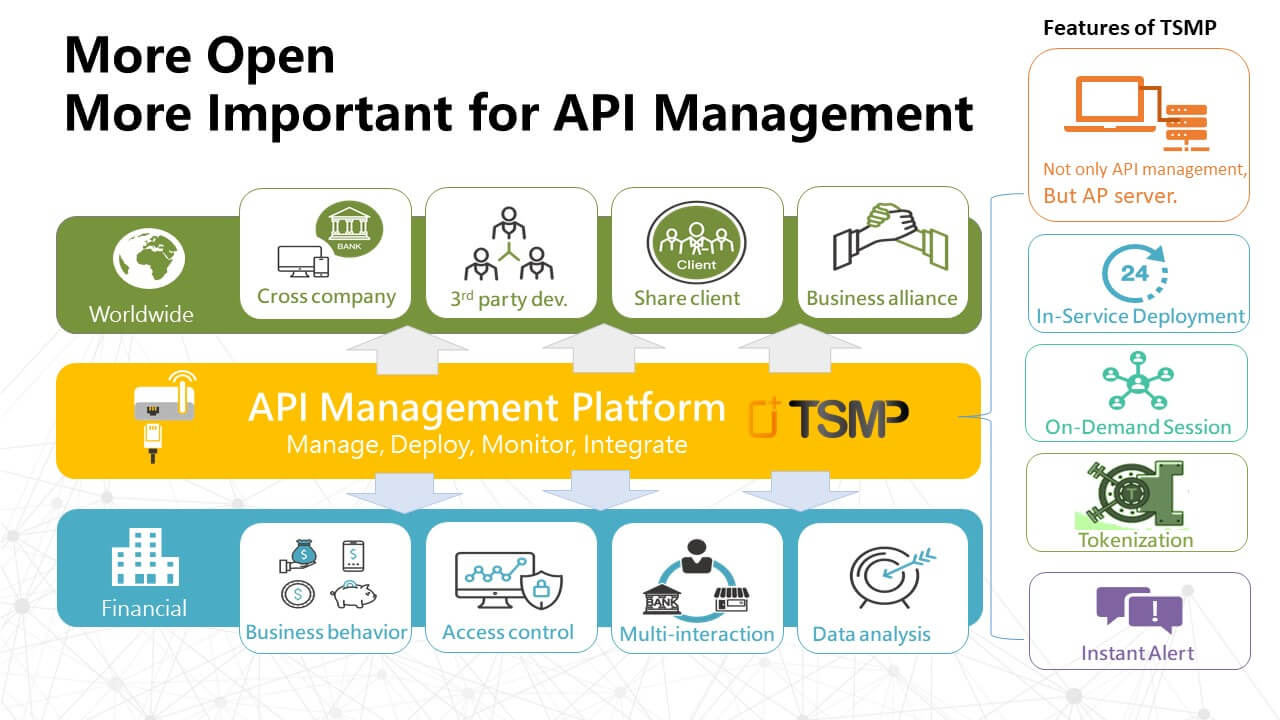 More Open
More Important for API Management
Features of TSMP
Not only API management,
But AP server.
24
In-Service Deployment
On-Demand Session
T
Tokenization
!
Instant Alert
Worldwide
BANK
Cross company
3rd party dev.
Client
Share client
Business alliance
API Management Platform
Manage, Deploy, Monitor, Integrate
TSMP
Financial
$
$
$
Business behavior
Access control
BANK
Multi-interaction
Data analysis